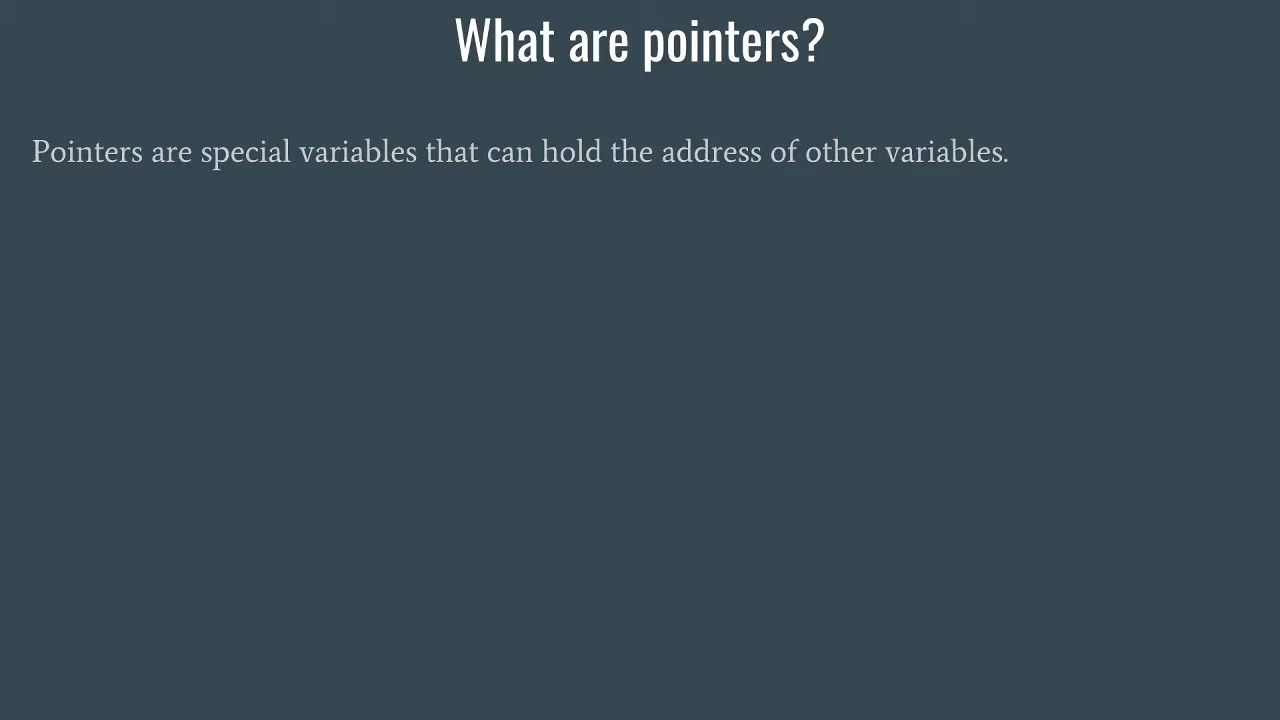 What are pointers?
Pointers are special variables that can hold the address of other variables.